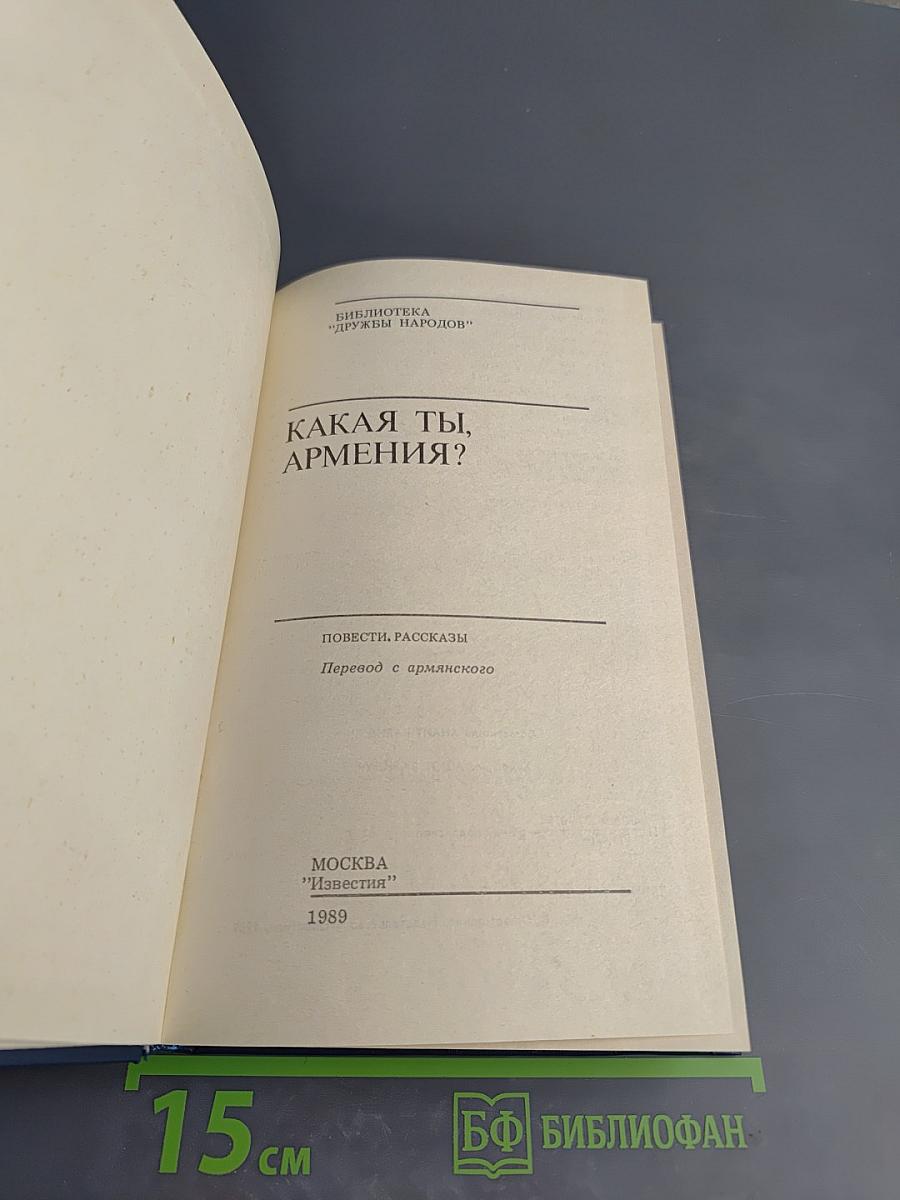 БИБЛИОТЕКА
"ДРУЖБЫ НАРОДОВ"
КАКАЯ ТЫ,
АРМЕНИЯ?
ПОВЕСТИ. РАССКАЗЫ
Перевод с армянского
МОСКВА
"Известия"
1989
15 см
БФ БИБЛИОФАН